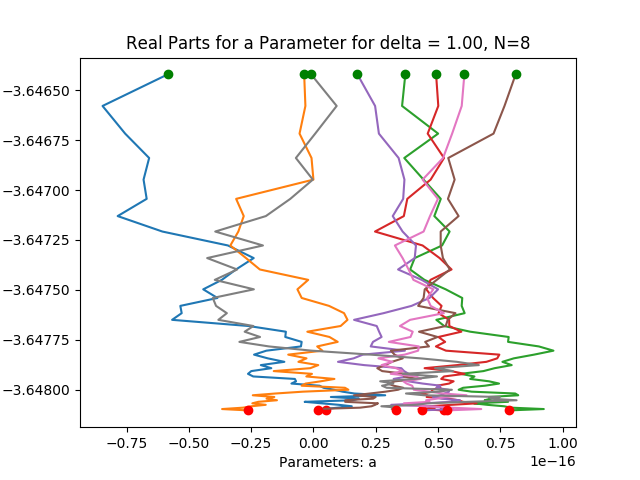 Real Parts for a Parameter for delta = 1.00, N=8
−3.64650
−3.64675
−3.64700
−3.64725
−3.64750
−3.64775
−3.64800
−0.75 −0.50 −0.25 0.00 0.25 0.50 0.75 1.00
Parameters: a
1e−16